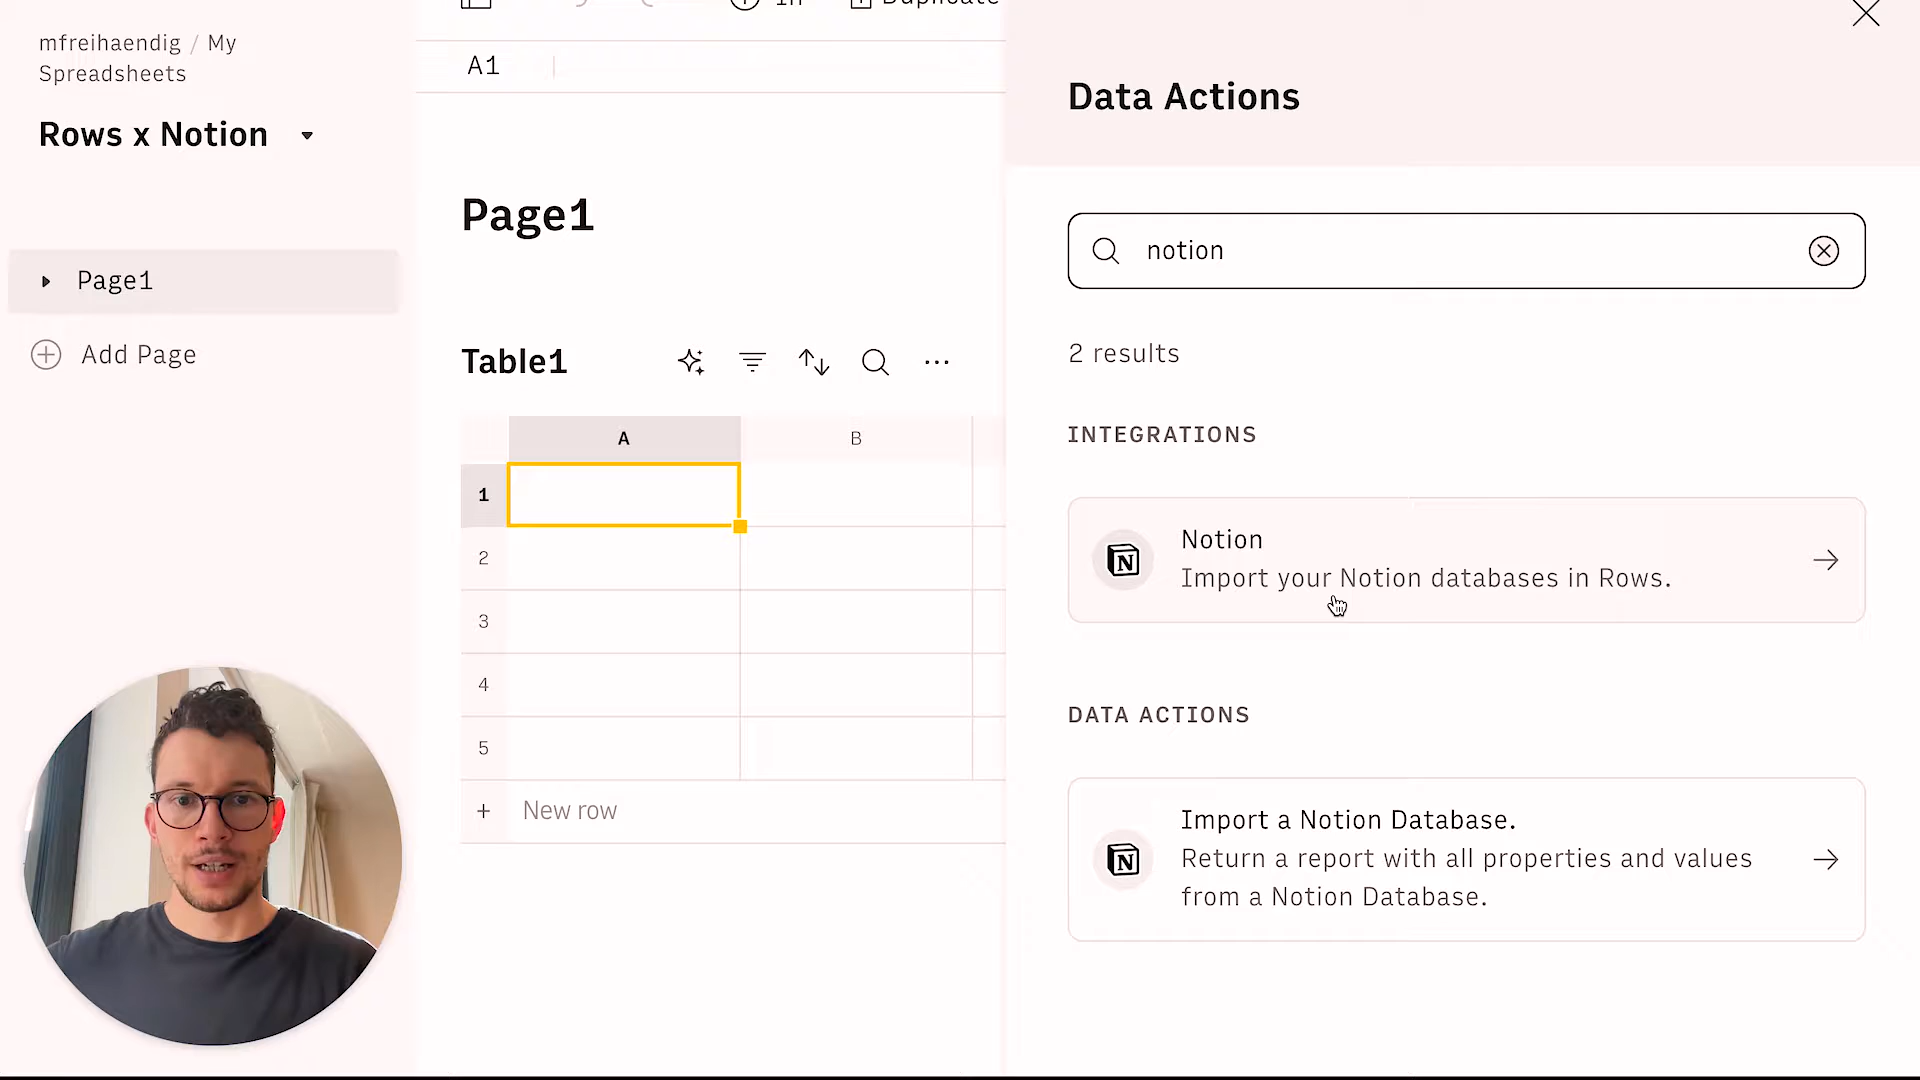 In
Duplicate
mfreihaendig / My
Spreadsheets
Rows x Notion
Page1
Add Page
A1
Page1
Table1
A
B
1
2
3
4
5
+ New row
Data Actions
notion
2 results
INTEGRATIONS
N
Notion
Import your Notion databases in Rows.
DATA ACTIONS
N
Import a Notion Database.
Return a report with all properties and values
from a Notion Database.